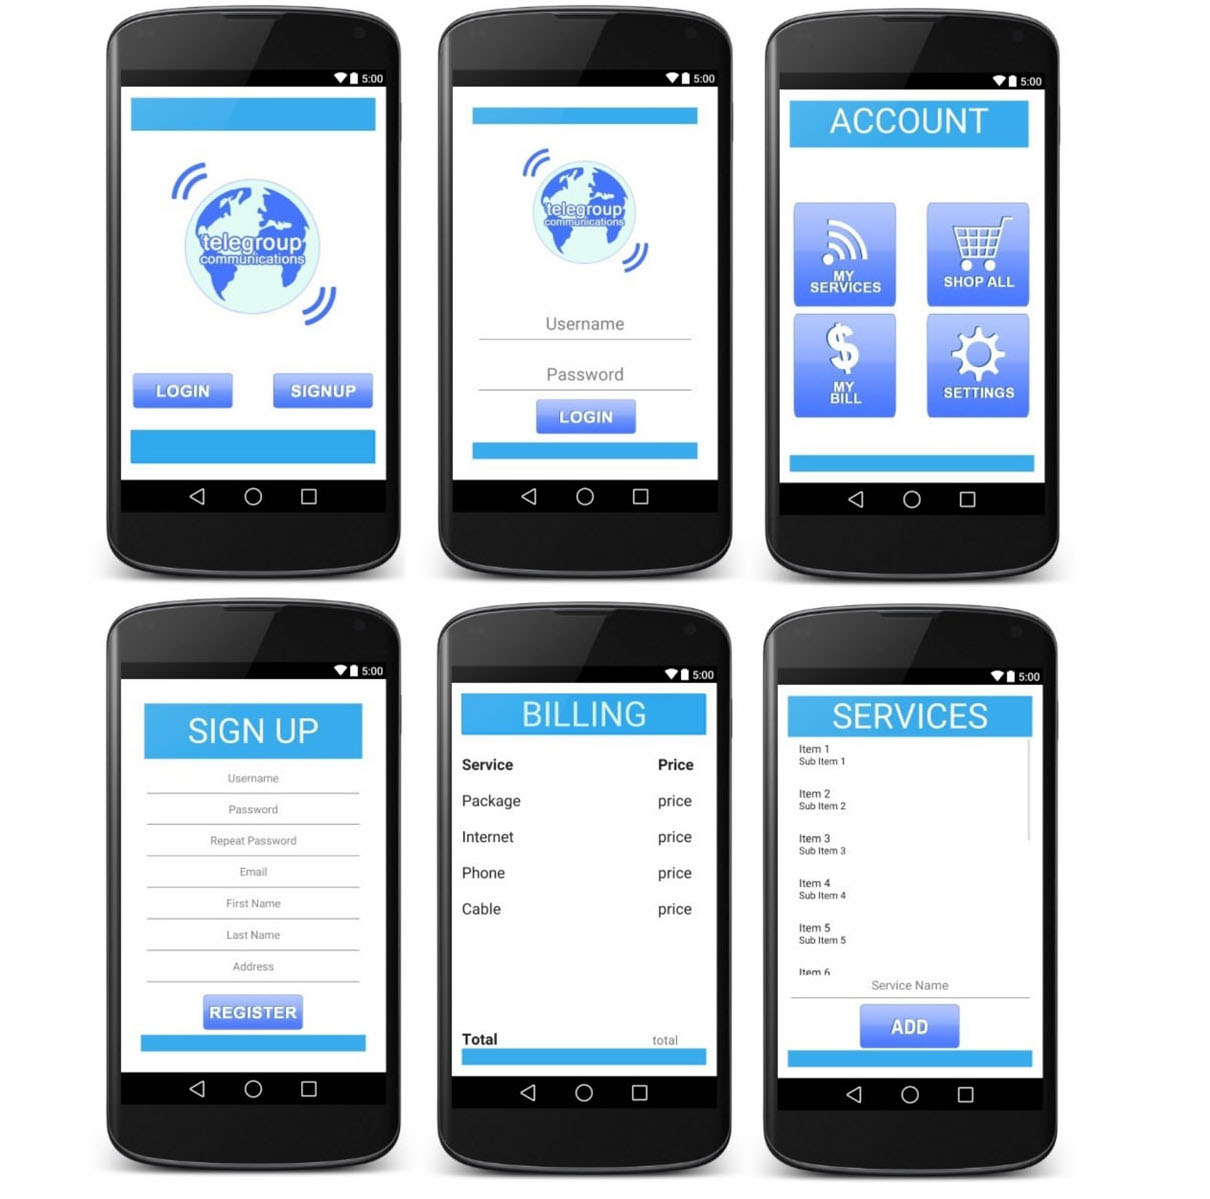 5:00
telegroup
communications
LOGIN
SIGNUP
5:00
telegroup
communications
Username
Password
LOGIN
5:00
ACCOUNT
MY
SERVICES
SHOP ALL
MY
BILL
SETTINGS
5:00
SIGN UP
Username
Password
Repeat Password
Email
First Name
Last Name
Address
REGISTER
5:00
BILLING
Service Price
Package price
Internet price
Phone price
Cable price
Total total
5:00
SERVICES
Item 1
Sub Item 1
Item 2
Sub Item 2
Item 3
Sub Item 3
Item 4
Sub Item 4
Item 5
Sub Item 5
Item 6
Service Name
ADD